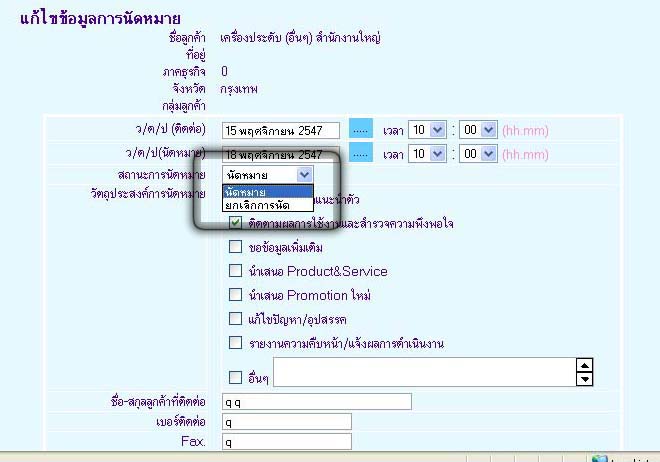 แก้ไขข้อมูลการนัดหมาย
ชื่อลูกค้า เครื่องประดับ (อื่นๆ) สำนักงานใหญ่
ที่อยู่
ภาคธุรกิจ 0
จังหวัด กรุงเทพ
กลุ่มลูกค้า
ว/ด/ป (ติดต่อ) 15 พฤศจิกายน 2547 ..... เวลา 10 : 00 (hh.mm)
ว/ด/ป(นัดหมาย) 18 พฤศจิกายน 2547 ..... เวลา 10 : 00 (hh.mm)
สถานะการนัดหมาย นัดหมาย
นัดหมาย
วัตถุประสงค์การนัดหมาย แนะนำตัว
ยกเลิกการนัด
ติดตามผลการใช้งานและสำรวจความพึงพอใจ
ขอข้อมูลเพิ่มเติม
นำเสนอ Product&Service
นำเสนอ Promotion ใหม่
แก้ไขปัญหา/อุปสรรค
รายงานความคืบหน้า/แจ้งผลการดำเนินงาน
อื่นๆ
ชื่อ-สกุลลูกค้าที่ติดต่อ q q
เบอร์ติดต่อ q
Fax. q